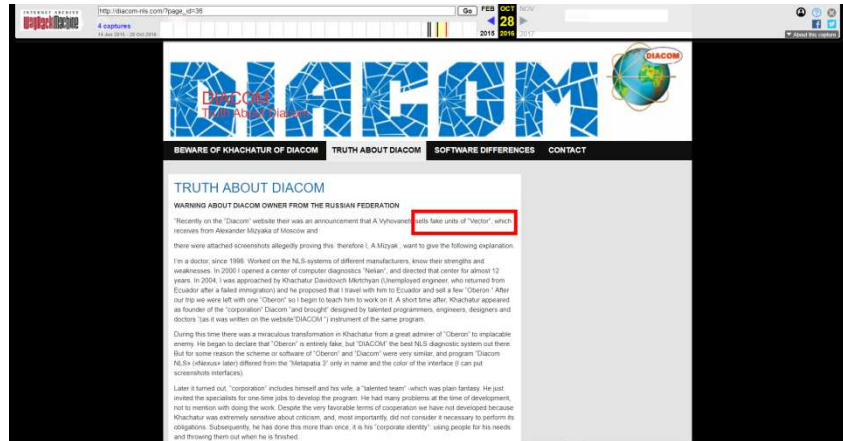 INTERNET ARCHIVE
WayBackMachine
http://diacom-nls.com/?page_id=36
Go
FEB OCT NOV
4 captures
28
14 Avr 2015 - 28 Oct 2016
2015 2016 2017
About this capture
DIACOM
DIACOM
DIACOM
Truth About Diacom
BEWARE OF KHACHATUR OF DIACOM TRUTH ABOUT DIACOM SOFTWARE DIFFERENCES CONTACT
TRUTH ABOUT DIACOM
WARNING ABOUT DIACOM OWNER FROM THE RUSSIAN FEDERATION
"Recently on the "Diacom" website their was an announcement that A.Vyhovanets sells fake units of "Vector", which
receives from Alexander Mizyaka of Moscow and
there were attached screenshots allegedly proving this therefore I, A.Mizyak , want to give the following explanation.
I'm a doctor, since 1998. Worked on the NLS-systems of different manufacturers, know their strengths and
weaknesses. In 2000 I opened a center of computer diagnostics "Nelian", and directed that center for almost 12
years. In 2004, I was approached by Khachatur Davidovich Mkrtchyan (Unemployed engineer, who returned from
Ecuador after a failed immigration) and he proposed that I travel with him to Ecuador and sell a few "Oberon." After
our trip we were left with one "Oberon" so I begin to teach him to work on it. A short time after, Khachatur appeared
as founder of the "corporation" Diacom "and brought" designed by talented programmers, engineers, designers and
doctors "(as it was written on the website"DIACOM ") instrument of the same program.
During this time there was a miraculous transformation in Khachatur from a great admirer of "Oberon" to implacable
enemy. He began to declare that "Oberon" is entirely fake, but "DIACOM" the best NLS diagnostic system out there.
But for some reason the scheme or software of "Oberon" and "Diacom" were very similar, and program "Diacom
NLS» («Nexus» later) differed from the "Metapatia 3" only in name and the color of the interface (I can put
screenshots interfaces).
Later it turned out, "corporation" includes himself and his wife, a "talented team" -which was plain fantasy. He just
invited the specialists for one-time jobs to develop the program. He had many problems at the time of development,
not to mention with doing the work. Despite the very favorable terms of cooperation we have not developed because
Khachatur was extremely sensitive about criticism, and, most importantly, did not consider it necessary to perform its
obligations. Subsequently, he has done this more than once, it is his "corporate identity": using people for his needs
and throwing them out when he is finished.